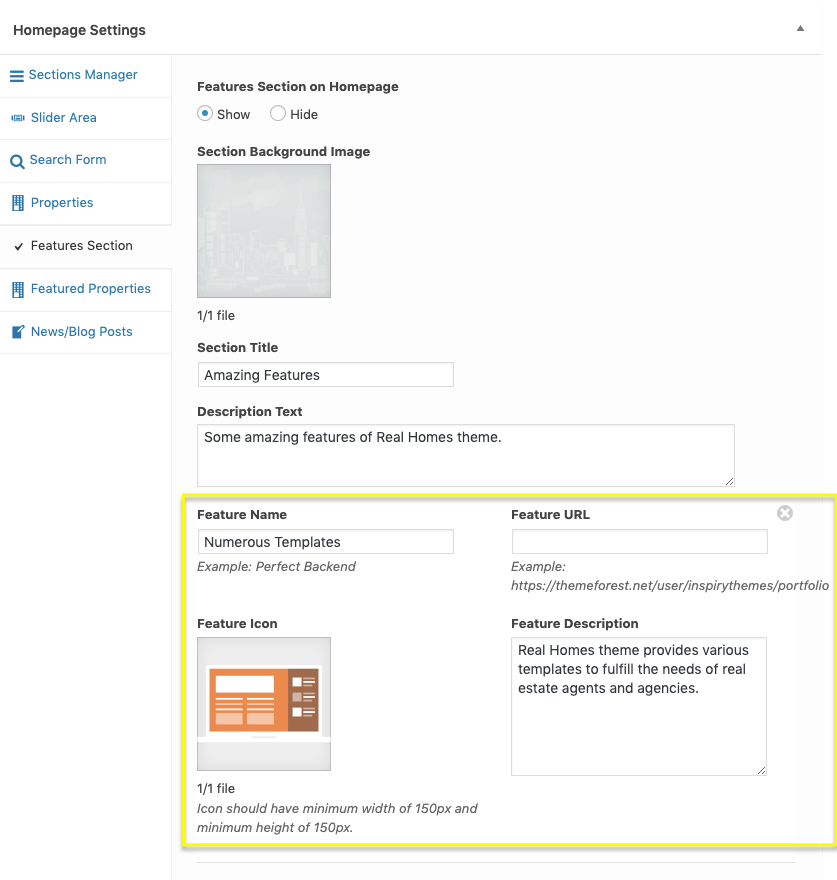 Homepage Settings
Sections Manager
Slider Area
Search Form
Properties
Features Section
Featured Properties
News/Blog Posts
Features Section on Homepage
Show Hide
Section Background Image
1/1 file
Section Title
Amazing Features
Description Text
Some amazing features of Real Homes theme.
Feature Name
Numerous Templates
Example: Perfect Backend
Feature URL
Example:
https://themeforest.net/user/inspirythemes/portfolio
Feature Icon
1/1 file
Icon should have minimum width of 150px and
minimum height of 150px.
Feature Description
Real Homes theme provides various
templates to fulfill the needs of real
estate agents and agencies.